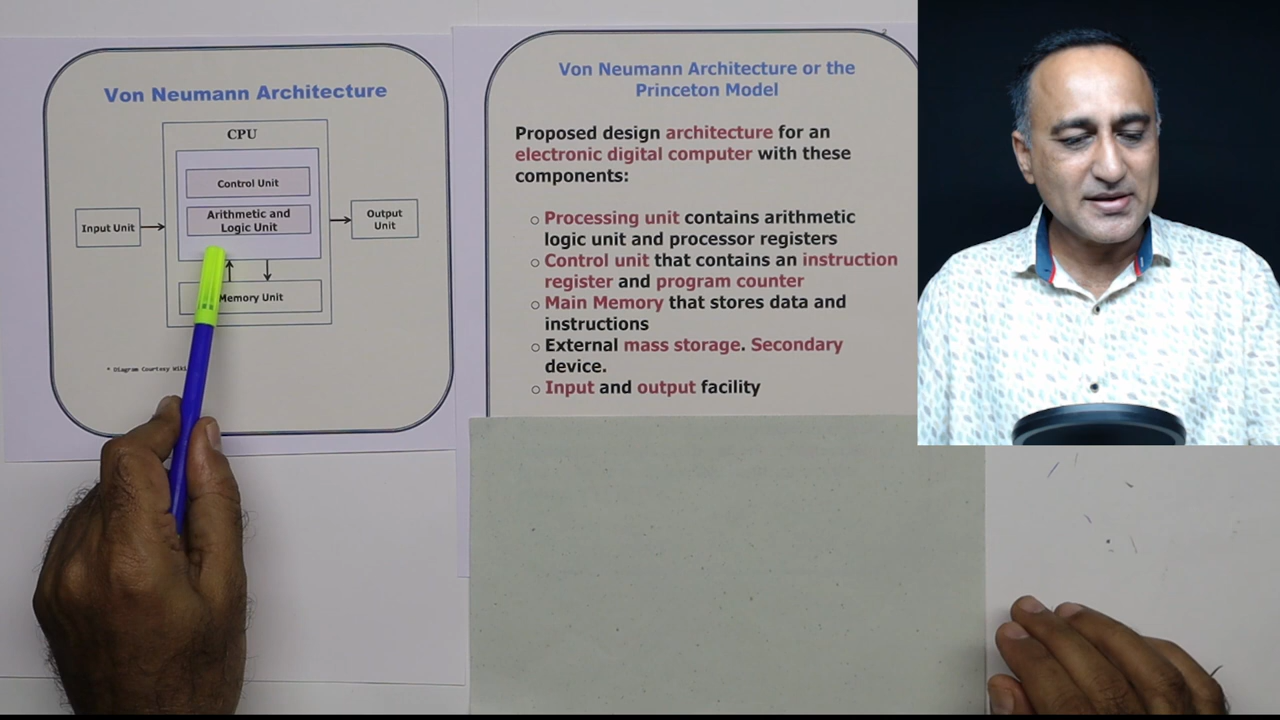 Von Neumann Architecture
CPU
Control Unit
Arithmetic and
Logic Unit
Input Unit
Output
Unit
Memory Unit
* Diagram Courtesy
Von Neumann Architecture or the
Princeton Model
Proposed design architecture for an
electronic digital computer with these
components:
o Processing unit contains arithmetic
logic unit and processor registers
o Control unit that contains an instruction
register and program counter
o Main Memory that stores data and
instructions
o External mass storage. Secondary
device.
o Input and output facility